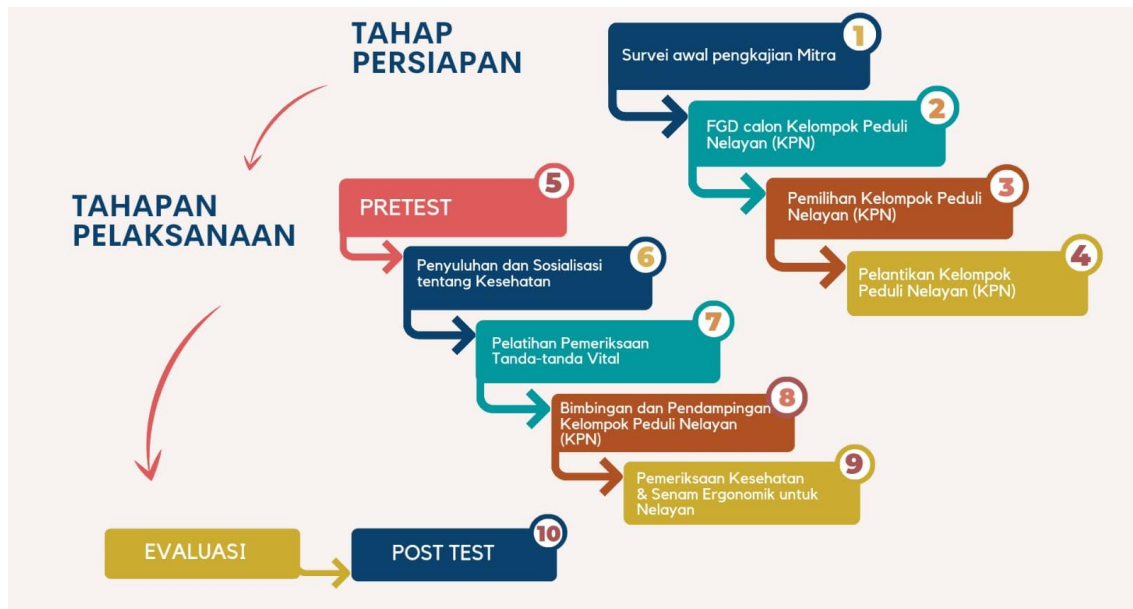 TAHAP
PERSIAPAN
1
Survei awal pengkajian Mitra
2
FGD calon Kelompok Peduli
Nelayan (KPN)
3
Pemilihan Kelompok Peduli
Nelayan (KPN)
4
Pelantikan Kelompok
Peduli Nelayan (KPN)
TAHAPAN
PELAKSANAAN
5
PRETEST
6
Penyuluhan dan Sosialisasi
tentang Kesehatan
7
Pelatihan Pemeriksaan
Tanda-tanda Vital
8
Bimbingan dan Pendampingan
Kelompok Peduli Nelayan
(KPN)
9
Pemeriksaan Kesehatan
& Senam Ergonomik untuk
Nelayan
EVALUASI
10
POST TEST